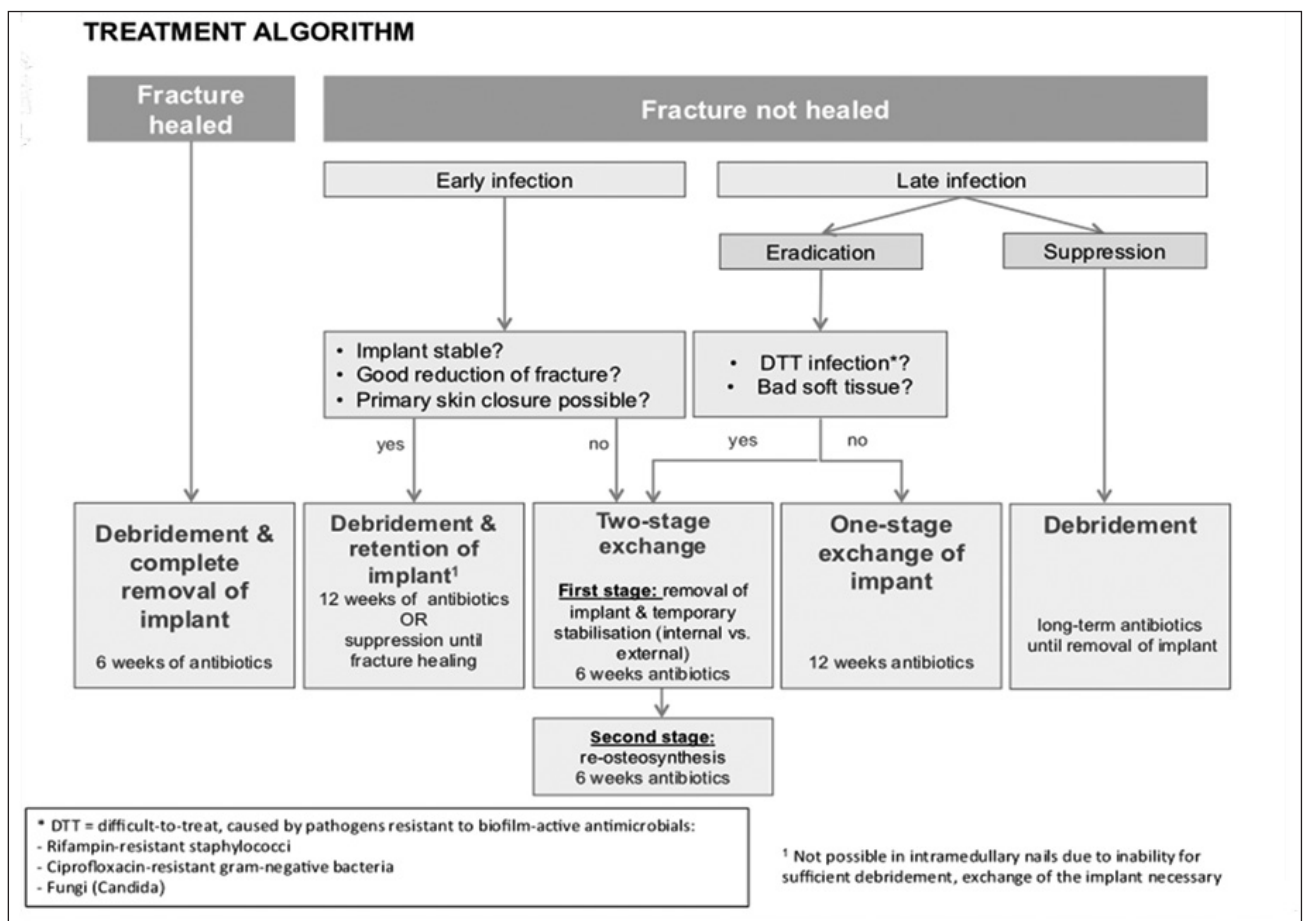 TREATMENT ALGORITHM
Fracture
healed
Fracture not healed
Early infection
Late infection
Eradication
Suppression
• Implant stable?
• Good reduction of fracture?
• Primary skin closure possible?
• DTT infection*?
• Bad soft tissue?
yes
no
yes
no
Debridement &
complete
removal of
implant
6 weeks of antibiotics
Debridement &
retention of
implant¹
12 weeks of antibiotics
OR
suppression until
fracture healing
Two-stage
exchange
First stage: removal of
implant & temporary
stabilisation (internal vs.
external)
6 weeks antibiotics
One-stage
exchange of
impant
12 weeks antibiotics
Debridement
long-term antibiotics
until removal of implant
Second stage:
re-osteosynthesis
6 weeks antibiotics
* DTT = difficult-to-treat, caused by pathogens resistant to biofilm-active antimicrobials:
- Rifampin-resistant staphylococci
- Ciprofloxacin-resistant gram-negative bacteria
- Fungi (Candida)
¹ Not possible in intramedullary nails due to inability for
sufficient debridement, exchange of the implant necessary